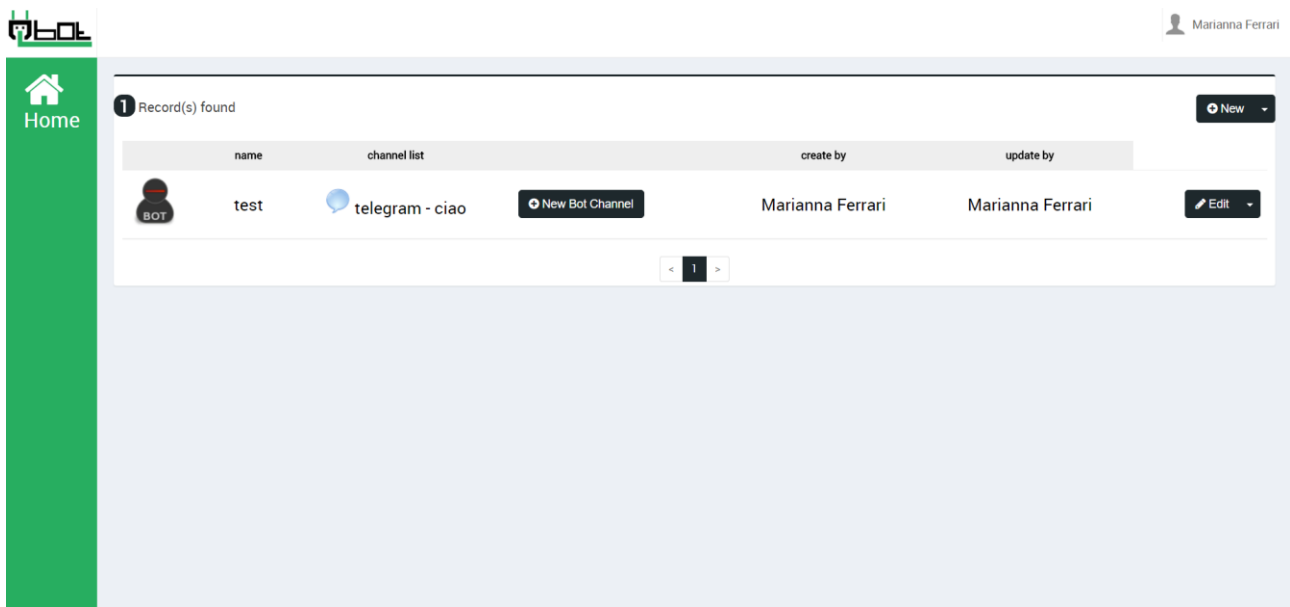 bot
Marianna Ferrari
Home
1 Record(s) found
New
name channel list create by update by
BOT test telegram - ciao New Bot Channel Marianna Ferrari Marianna Ferrari Edit
< 1 >